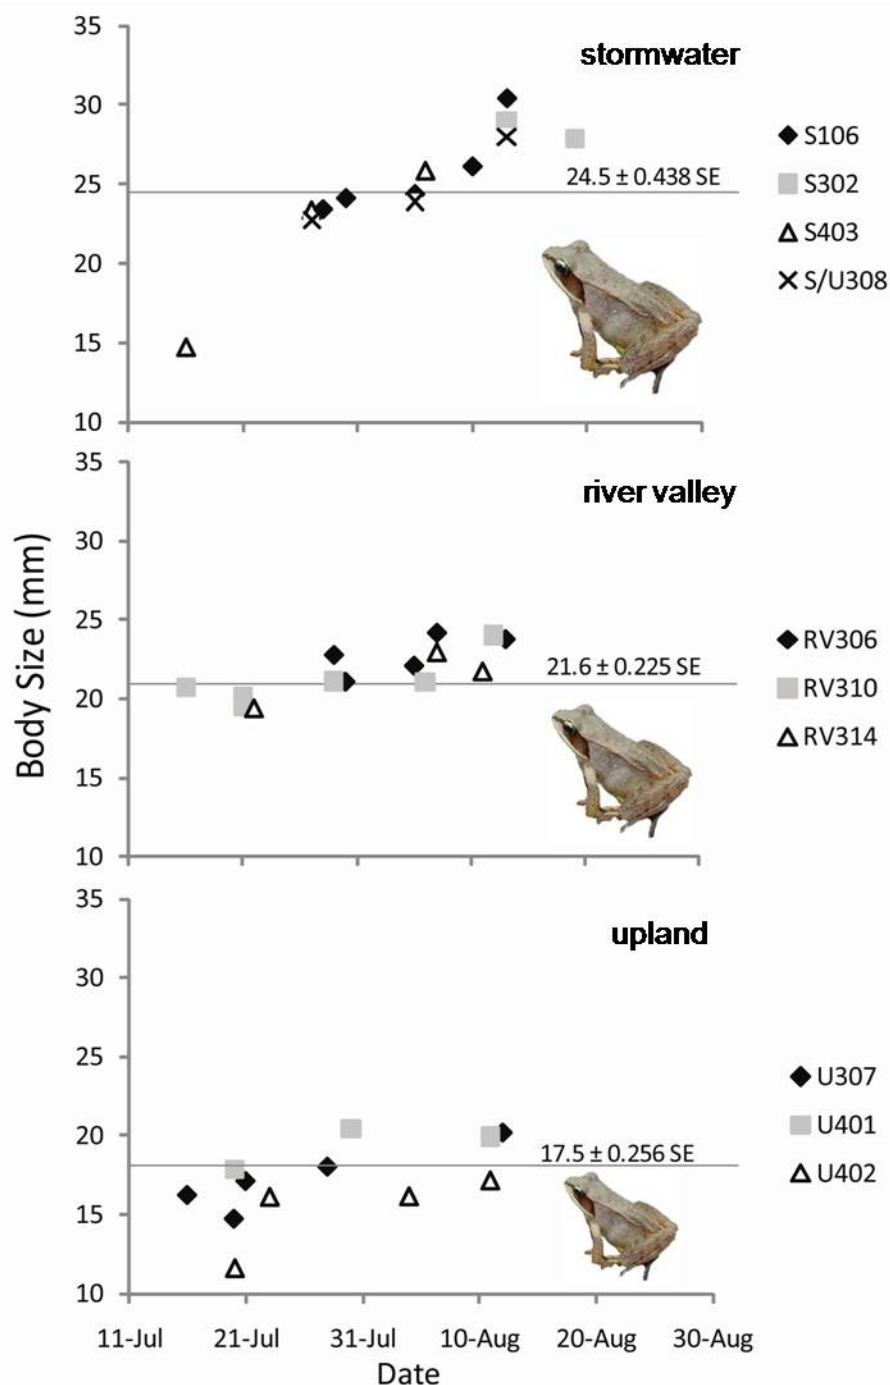 35
stormwater
30
S106
24.5 ± 0.438 SE
25
S302
S403
20
S/U308
15
10
35
river valley
30
25
RV306
21.6 ± 0.225 SE
RV310
20
RV314
15
10
Body Size (mm)
35
upland
30
25
U307
20
U401
17.5 ± 0.256 SE
U402
15
10
11-Jul 21-Jul 31-Jul 10-Aug 20-Aug 30-Aug
Date